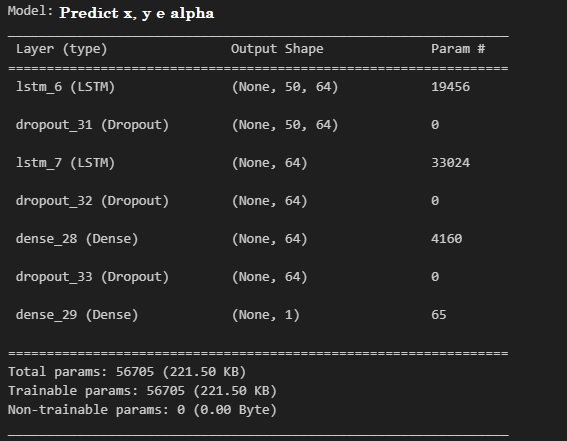 Model: Predict x, y e alpha
Layer (type) Output Shape Param #
=================================================================
lstm_6 (LSTM) (None, 50, 64) 19456
dropout_31 (Dropout) (None, 50, 64) 0
lstm_7 (LSTM) (None, 64) 33024
dropout_32 (Dropout) (None, 64) 0
dense_28 (Dense) (None, 64) 4160
dropout_33 (Dropout) (None, 64) 0
dense_29 (Dense) (None, 1) 65
=================================================================
Total params: 56705 (221.50 KB)
Trainable params: 56705 (221.50 KB)
Non-trainable params: 0 (0.00 Byte)